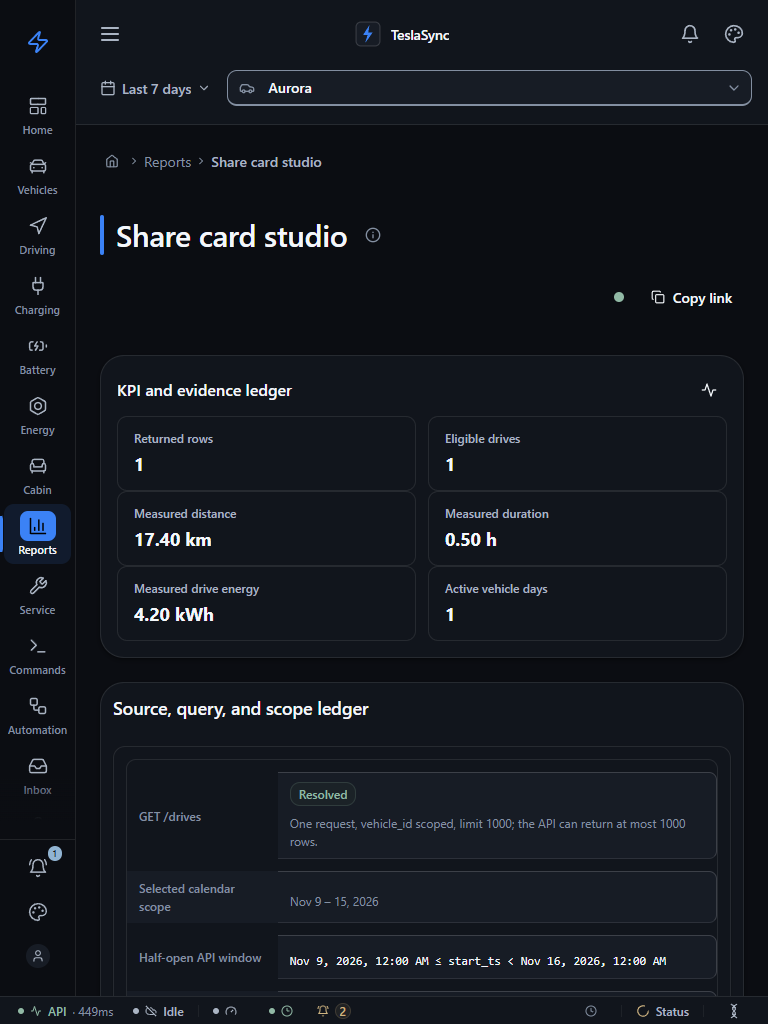 TeslaSync
Last 7 days
Aurora
Home
Vehicles
Driving
Charging
Battery
Energy
Cabin
Reports
Service
Commands
Automation
Inbox
1
Reports
Share card studio
Share card studio
Copy link
KPI and evidence ledger
Returned rows
1
Eligible drives
1
Measured distance
17.40 km
Measured duration
0.50 h
Measured drive energy
4.20 kWh
Active vehicle days
1
Source, query, and scope ledger
GET /drives
Resolved
One request, vehicle_id scoped, limit 1000; the API can return at most 1000
rows.
Selected calendar
scope
Nov 9 – 15, 2026
Half-open API window
Nov 9, 2026, 12:00 AM ≤ start_ts < Nov 16, 2026, 12:00 AM
API · 449ms
Idle
2
Status